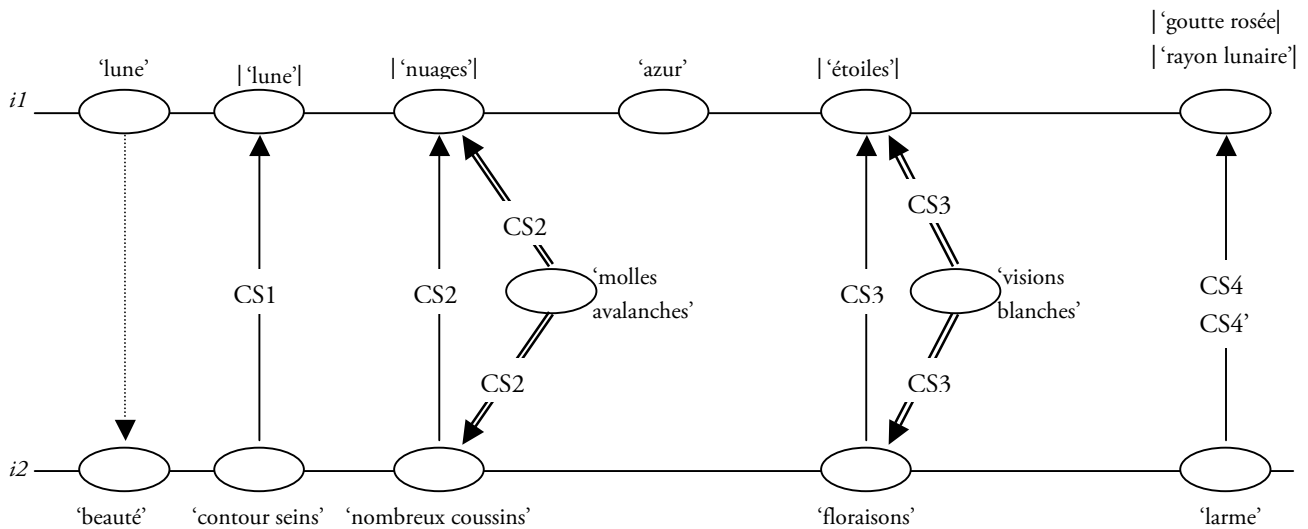 |‘goutte rosée|
‘lune’ |‘lune’| |‘nuages’| ‘azur’ |‘étoiles’| |‘rayon lunaire’|
i1
CS2 CS3
‘molles ‘visions
CS1 CS2 CS3 CS4
avalanches’ blanches’
CS4’
CS2 CS3
i2
‘beauté’ ‘contour seins’ ‘nombreux coussins’ ‘floraisons’ ‘larme’